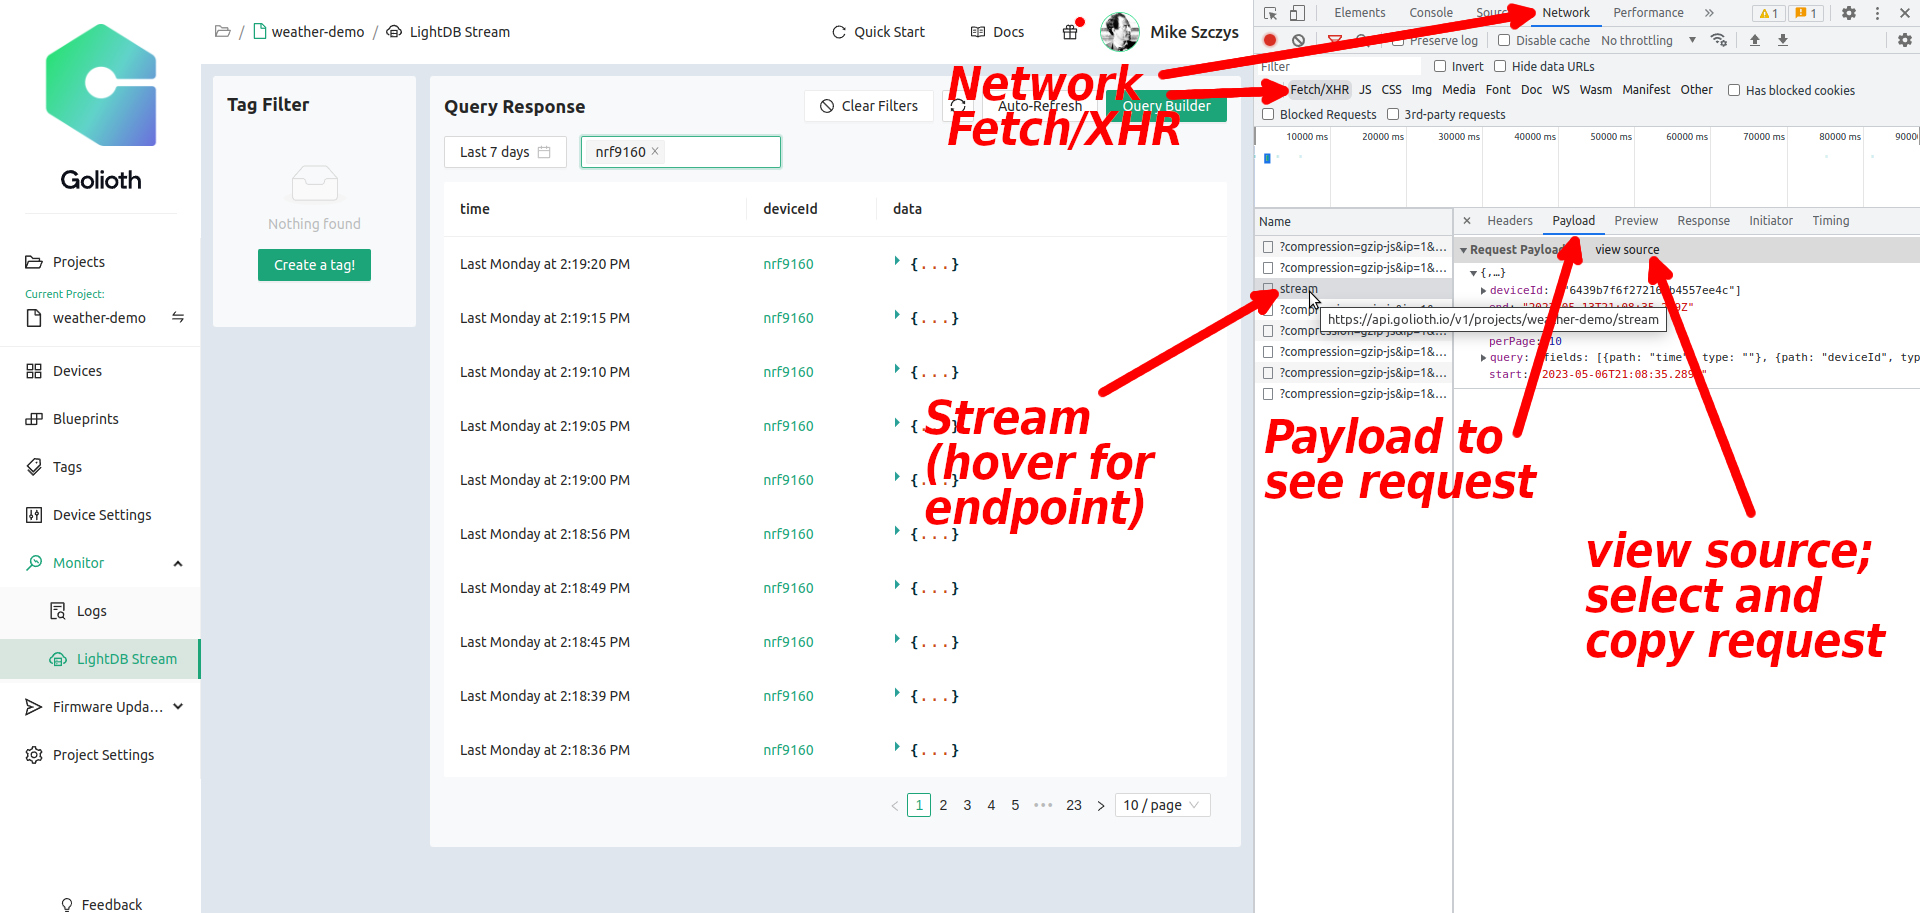 Golioth
Projects
Current Project:
weather-demo
Devices
Blueprints
Tags
Device Settings
Monitor
Logs
LightDB Stream
Firmware Upda...
Project Settings
Feedback
/ weather-demo / LightDB Stream
Quick Start
Docs
Mike Szczys
Tag Filter
Nothing found
Create a tag!
Query Response
Clear Filters
Auto-Refresh
Query Builder
Last 7 days
nrf9160 ×
time deviceId data
Last Monday at 2:19:20 PM nrf9160 {...}
Last Monday at 2:19:15 PM nrf9160 {...}
Last Monday at 2:19:10 PM nrf9160 {...}
Last Monday at 2:19:05 PM nrf9160 {...}
Last Monday at 2:19:00 PM nrf9160 {...}
Last Monday at 2:18:56 PM nrf9160 {...}
Last Monday at 2:18:49 PM nrf9160 {...}
Last Monday at 2:18:45 PM nrf9160 {...}
Last Monday at 2:18:39 PM nrf9160 {...}
Last Monday at 2:18:36 PM nrf9160 {...}
< 1 2 3 4 5 ••• 23 > 10 / page
Network
Fetch/XHR
Stream
(hover for
endpoint)
Payload to
see request
view source;
select and
copy request
Elements Console Network Performance » 1 1
Preserve log Disable cache No throttling
Filter Invert Hide data URLs
Fetch/XHR JS CSS Img Media Font Doc WS Wasm Manifest Other Has blocked cookies
Blocked Requests 3rd-party requests
10000 ms 20000 ms 30000 ms 40000 ms 50000 ms 60000 ms 70000 ms 80000 ms
Name
?compression=gzip-js&ip=1&...
?compression=gzip-js&ip=1&...
stream
?compression=gzip-js&ip=1&...
?compression=gzip-js&ip=1&...
?compression=gzip-js&ip=1&...
?compression=gzip-js&ip=1&...
× Headers Payload Preview Response Initiator Timing
Request Payload view source
{,…}
deviceId:
https://api.golioth.io/v1/projects/weather-demo/stream
perPage: 10
query: fields: [{path: "time", type: ""}, {path: "deviceId", typ
start: "2023-05-06T21:08:35.289